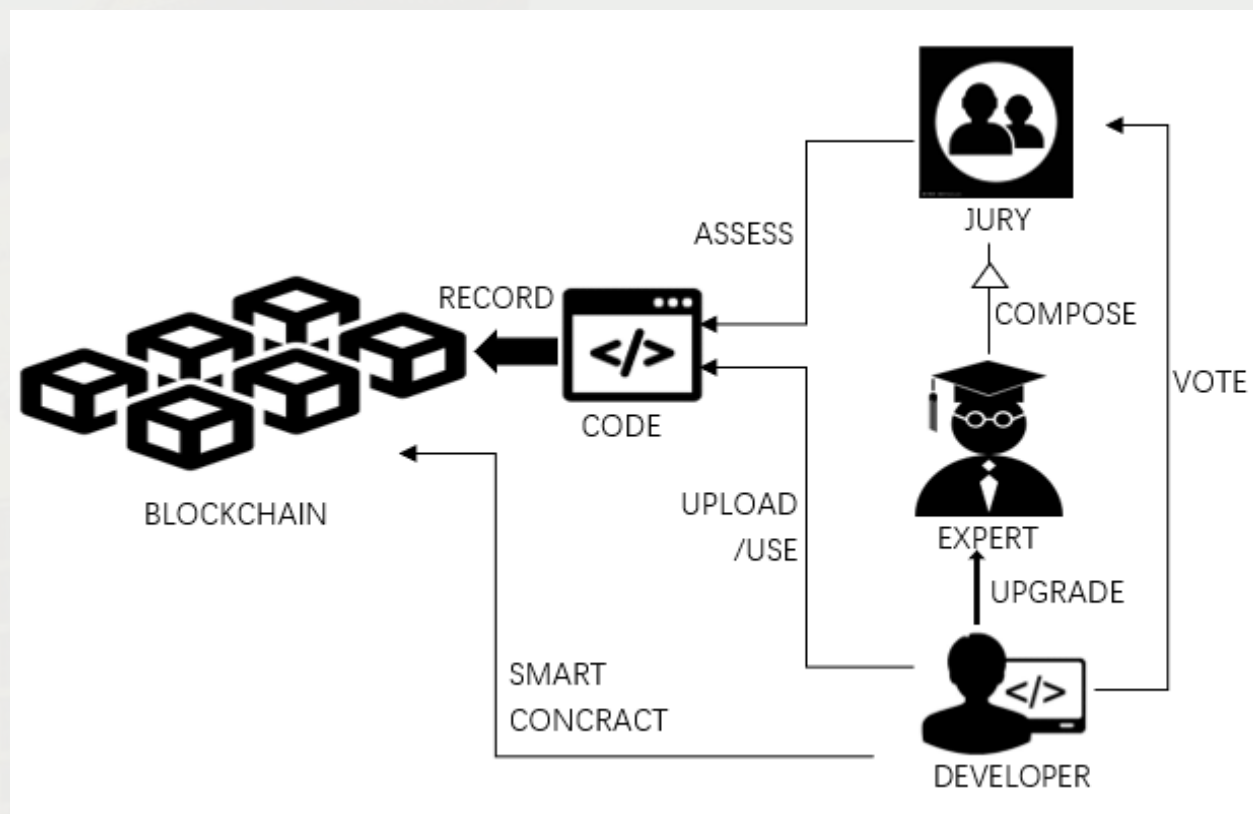 JURY
ASSESS
RECORD
COMPOSE
</>
VOTE
CODE
UPLOAD
/USE
BLOCKCHAIN
EXPERT
UPGRADE
SMART
CONCRACT
</>
DEVELOPER